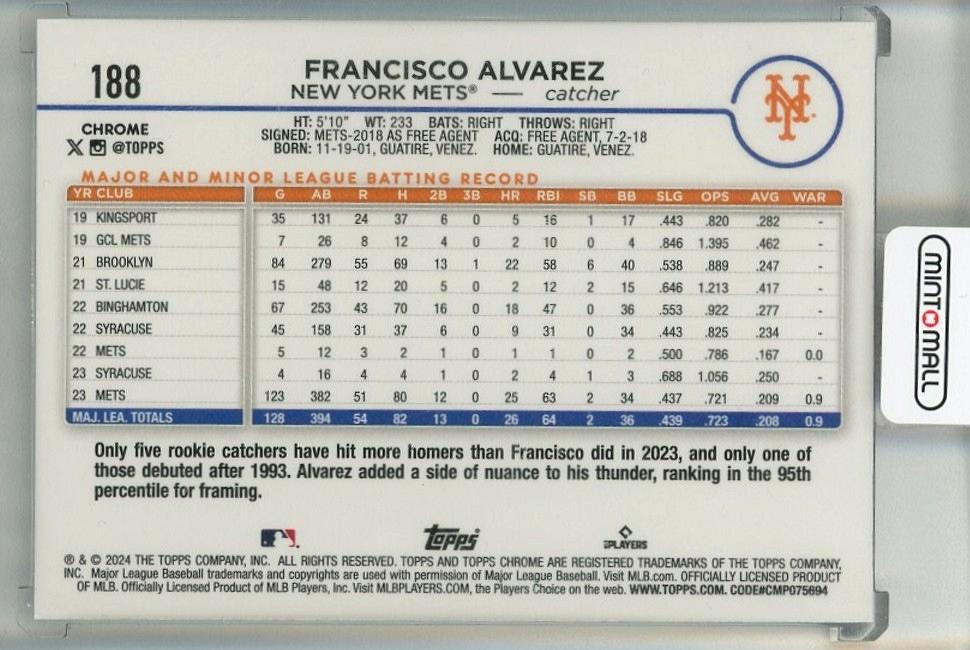 188
FRANCISCO ALVAREZ
NEW YORK METS® — catcher
NY
CHROME
@TOPPS
HT: 5'10" WT: 233 BATS: RIGHT THROWS: RIGHT
SIGNED: METS-2018 AS FREE AGENT ACQ: FREE AGENT, 7-2-18
BORN: 11-19-01, GUATIRE, VENEZ. HOME: GUATIRE, VENEZ.
MAJOR AND MINOR LEAGUE BATTING RECORD
YR CLUB G AB R H 2B 3B HR RBI SB BB SLG OPS AVG WAR
19 KINGSPORT 35 131 24 37 6 0 5 16 1 17 .443 .820 .282 -
19 GCL METS 7 26 8 12 4 0 2 10 0 4 .846 1.395 .462 -
21 BROOKLYN 84 279 55 69 13 1 22 58 6 40 .538 .889 .247 -
21 ST. LUCIE 15 48 12 20 5 0 2 12 2 15 .646 1.213 .417 -
22 BINGHAMTON 67 253 43 70 16 0 18 47 0 36 .553 .922 .277 -
22 SYRACUSE 45 158 31 37 6 0 9 31 0 34 .443 .825 .234 -
22 METS 5 12 3 2 1 0 1 1 0 2 .500 .786 .167 0.0
23 SYRACUSE 4 16 4 4 1 0 2 4 1 3 .688 1.056 .250 -
23 METS 123 382 51 80 12 0 25 63 2 34 .437 .721 .209 0.9
MAJ. LEA. TOTALS 128 394 54 82 13 0 26 64 2 36 .439 .723 .208 0.9
Only five rookie catchers have hit more homers than Francisco did in 2023, and only one of
those debuted after 1993. Alvarez added a side of nuance to his thunder, ranking in the 95th
percentile for framing.
topps
PLAYERS
® & © 2024 THE TOPPS COMPANY, INC. ALL RIGHTS RESERVED. TOPPS AND TOPPS CHROME ARE REGISTERED TRADEMARKS OF THE TOPPS COMPANY,
INC. Major League Baseball trademarks and copyrights are used with permission of Major League Baseball. Visit MLB.com. OFFICIALLY LICENSED PRODUCT
OF MLB. Officially Licensed Product of MLB Players, Inc. Visit MLBPLAYERS.COM, the Players Choice on the web. WWW.TOPPS.COM. CODE#CMP075694
MINTOMALL